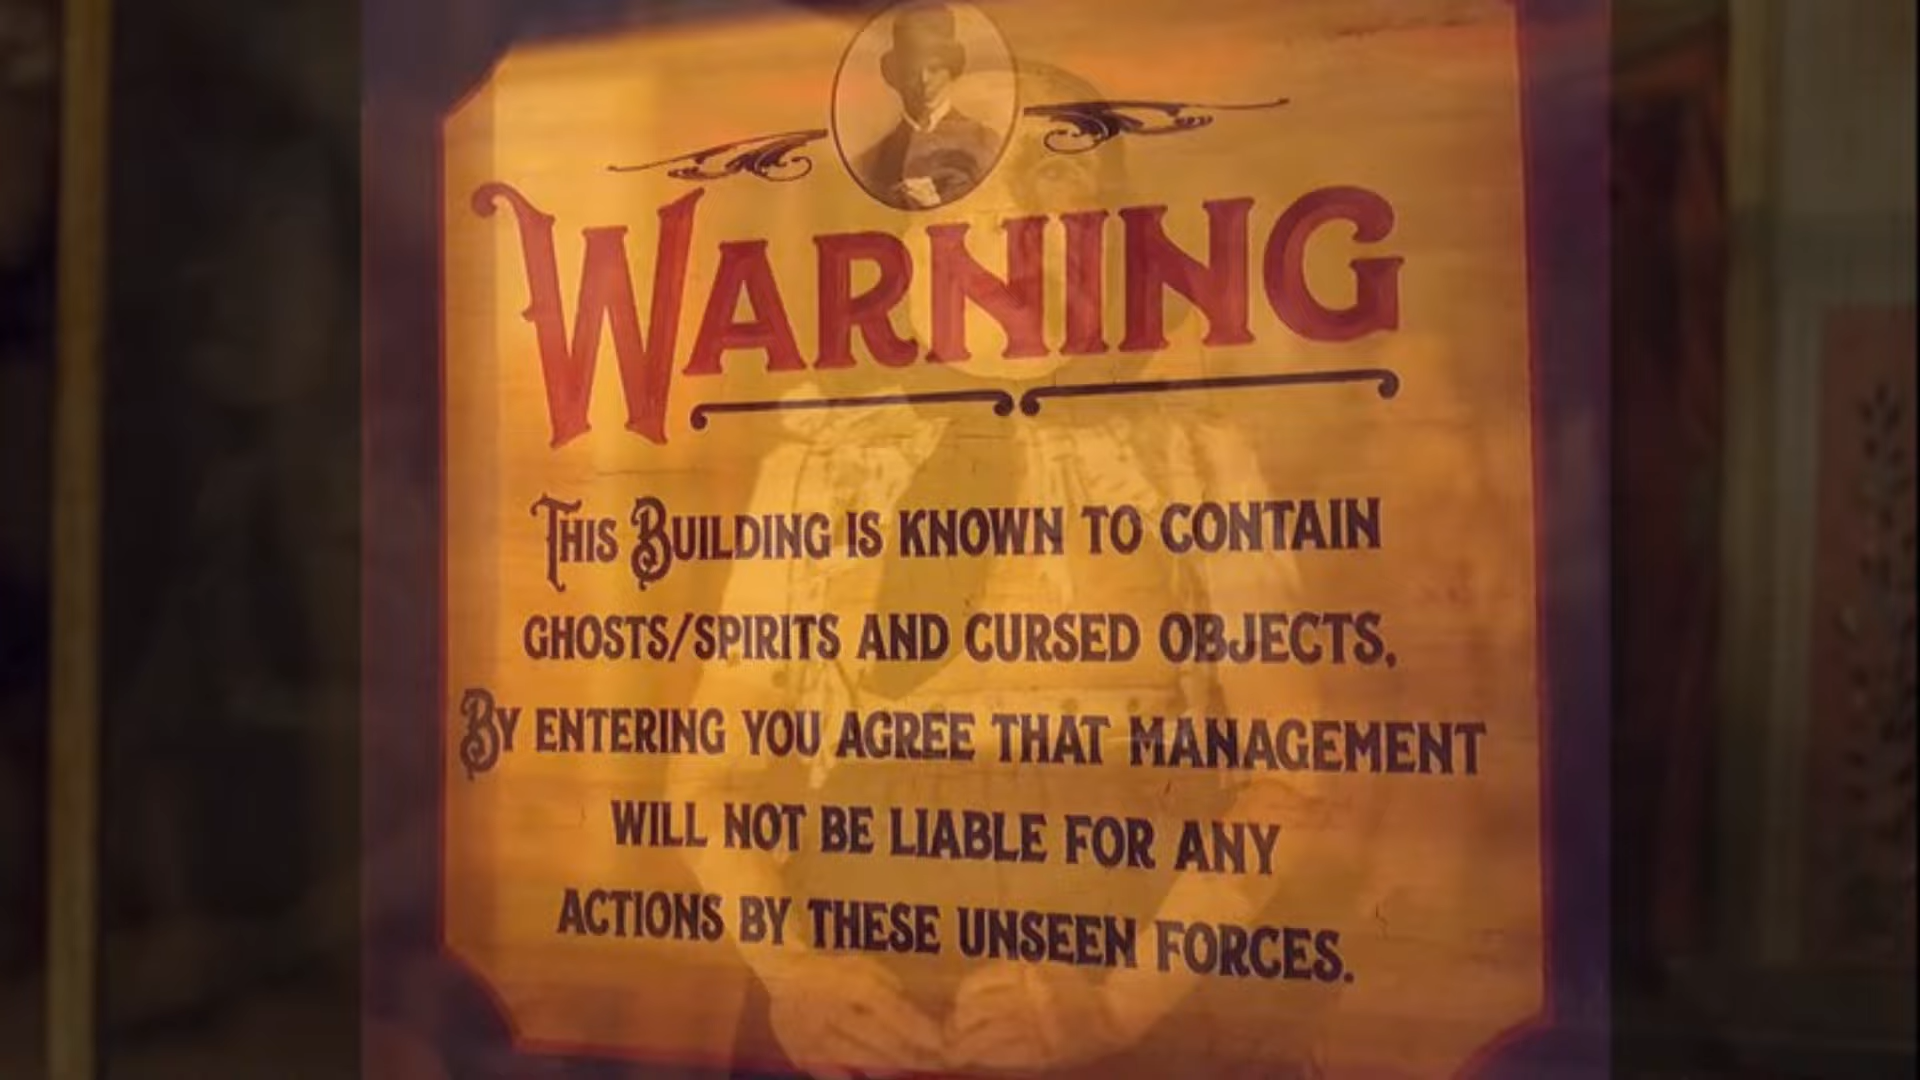 WARNING
THIS BUILDING IS KNOWN TO CONTAIN
GHOSTS/SPIRITS AND CURSED OBJECTS.
BY ENTERING YOU AGREE THAT MANAGEMENT
WILL NOT BE LIABLE FOR ANY
ACTIONS BY THESE UNSEEN FORCES.